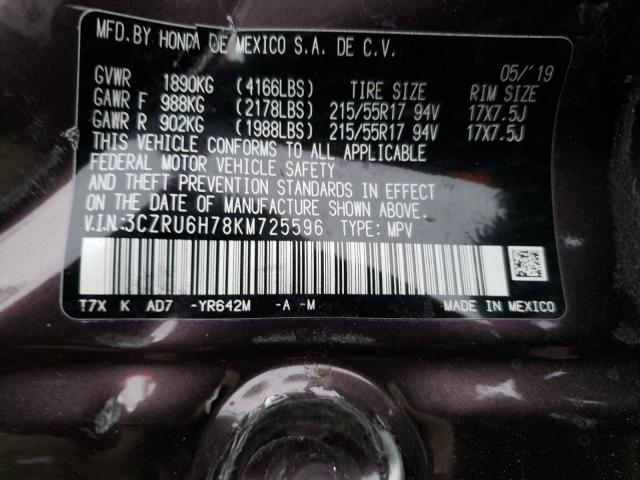 MFD.BY HONDA DE MEXICO S.A. DE C.V.
05/'19
GVWR 1890KG (4166LBS) TIRE SIZE RIM SIZE
GAWR F 988KG (2178LBS) 215/55R17 94V 17X7.5J
GAWR R 902KG (1988LBS) 215/55R17 94V 17X7.5J
THIS VEHICLE CONFORMS TO ALL APPLICABLE
FEDERAL MOTOR VEHICLE SAFETY
AND THEFT PREVENTION STANDARDS IN EFFECT
ON THE DATE OF MANUFACTURE SHOWN ABOVE.
V.I.N:3CZRU6H78KM725596 TYPE: MPV
T7X K AD7 -YR642M -A -M MADE IN MEXICO